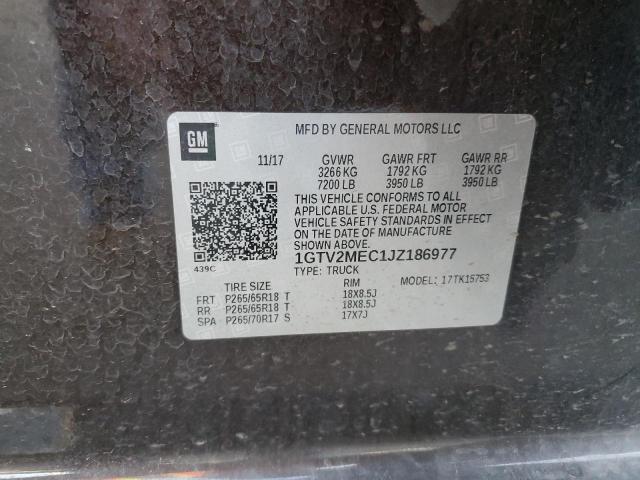 GM
MFD BY GENERAL MOTORS LLC
11/17 GVWR GAWR FRT GAWR RR
3266 KG 1792 KG 1792 KG
7200 LB 3950 LB 3950 LB
THIS VEHICLE CONFORMS TO ALL
APPLICABLE U.S. FEDERAL MOTOR
VEHICLE SAFETY STANDARDS IN EFFECT
ON THE DATE OF MANUFACTURE
SHOWN ABOVE.
439C
1GTV2MEC1JZ186977
TYPE: TRUCK MODEL: 17TK15753
TIRE SIZE RIM
FRT P265/65R18 T 18X8.5J
RR P265/65R18 T 18X8.5J
SPA P265/70R17 S 17X7J